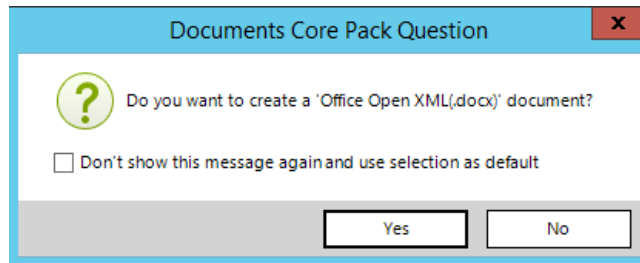 Documents Core Pack Question
x
Do you want to create a 'Office Open XML(.docx)' document?
Don't show this message again and use selection as default
Yes
No